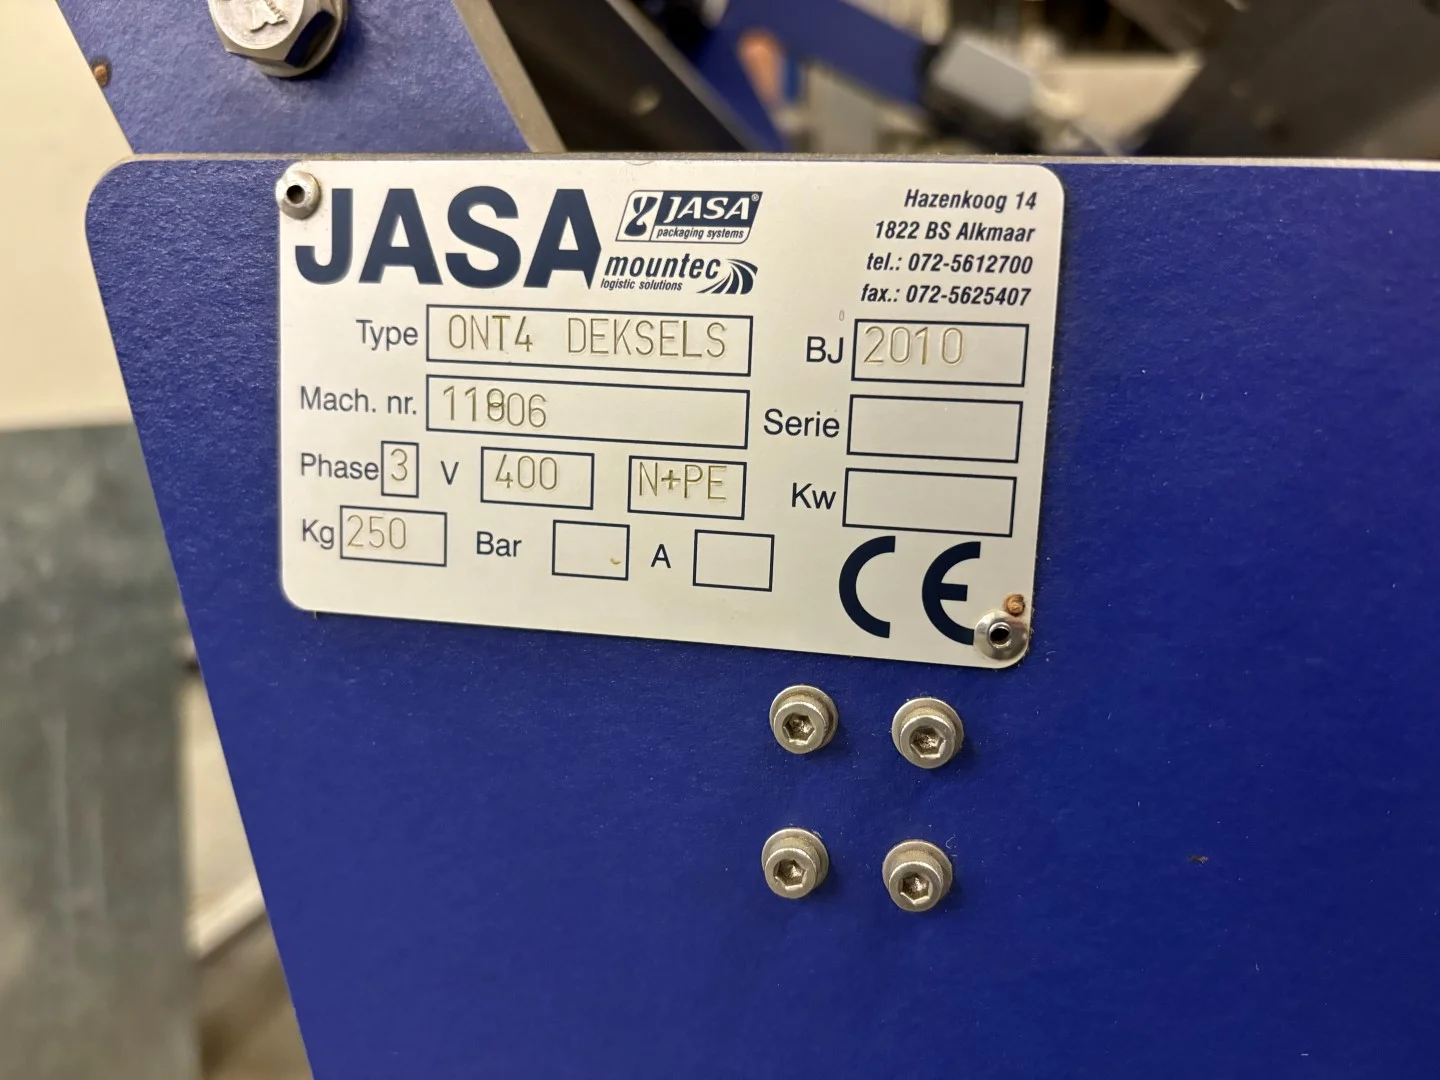 JASA
JASA®
packaging systems
mountec
logistic solutions
Hazenkoog 14
1822 BS Alkmaar
tel.: 072-5612700
fax.: 072-5625407
Type ONT4 DEKSELS
BJ 2010
Mach. nr.
Serie
Phase 3 V 400 N+PE
Kw
Kg 250 Bar A
CE